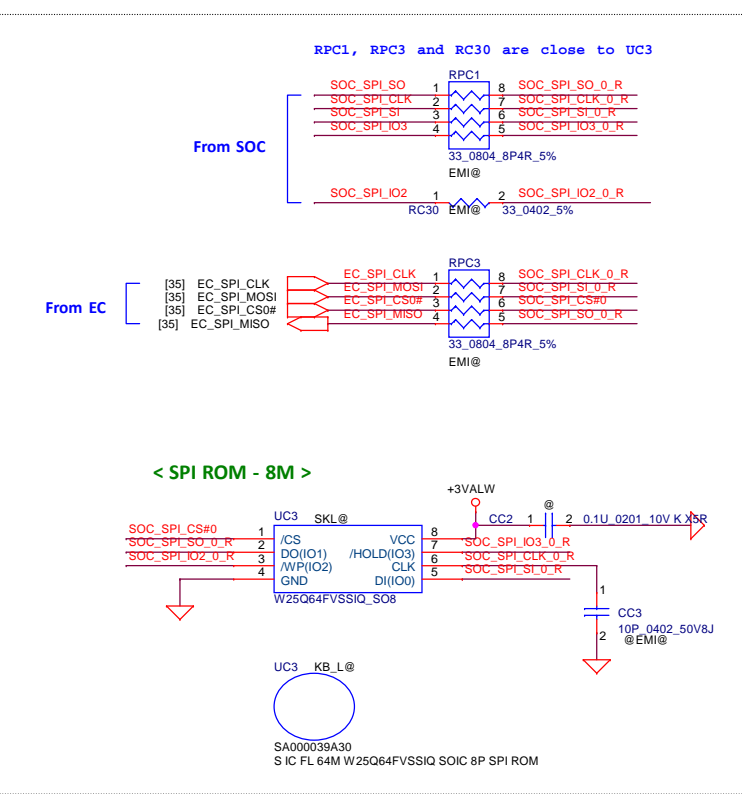 RPC1, RPC3 and RC30 are close to UC3
RPC1
SOC_SPI_SO 1 8 SOC_SPI_SO_0_R
SOC_SPI_CLK 2 7 SOC_SPI_CLK_0_R
SOC_SPI_SI 3 6 SOC_SPI_SI_0_R
SOC_SPI_IO3 4 5 SOC_SPI_IO3_0_R
From SOC
33_0804_8P4R_5%
EMI@
SOC_SPI_IO2 1 2 SOC_SPI_IO2_0_R
RC30 EMI@ 33_0402_5%
RPC3
[35] EC_SPI_CLK EC_SPI_CLK 1 8 SOC_SPI_CLK_0_R
[35] EC_SPI_MOSI EC_SPI_MOSI 2 7 SOC_SPI_SI_0_R
[35] EC_SPI_CS0# EC_SPI_CS0# 3 6 SOC_SPI_CS#0
[35] EC_SPI_MISO EC_SPI_MISO 4 5 SOC_SPI_SO_0_R
From EC
33_0804_8P4R_5%
EMI@
< SPI ROM - 8M >
+3VALW
@
UC3 SKL@
CC2 1 2 0.1U_0201_10V K X5R
SOC_SPI_CS#0 1 /CS VCC 8
SOC_SPI_SO_0_R 2 DO(IO1) /HOLD(IO3) 7 SOC_SPI_IO3_0_R
SOC_SPI_IO2_0_R 3 /WP(IO2) CLK 6 SOC_SPI_CLK_0_R
4 GND DI(IO0) 5 SOC_SPI_SI_0_R
W25Q64FVSSIQ_SO8
1
CC3
10P_0402_50V8J
2 @EMI@
UC3 KB_L@
SA000039A30
S IC FL 64M W25Q64FVSSIQ SOIC 8P SPI ROM